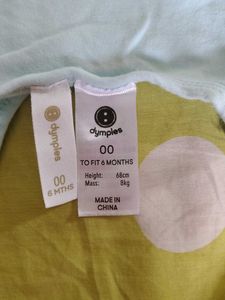 dymples
00
6 MTHS
dymples
00
TO FIT 6 MONTHS
Height: 68cm
Mass: 8kg
MADE IN
CHINA